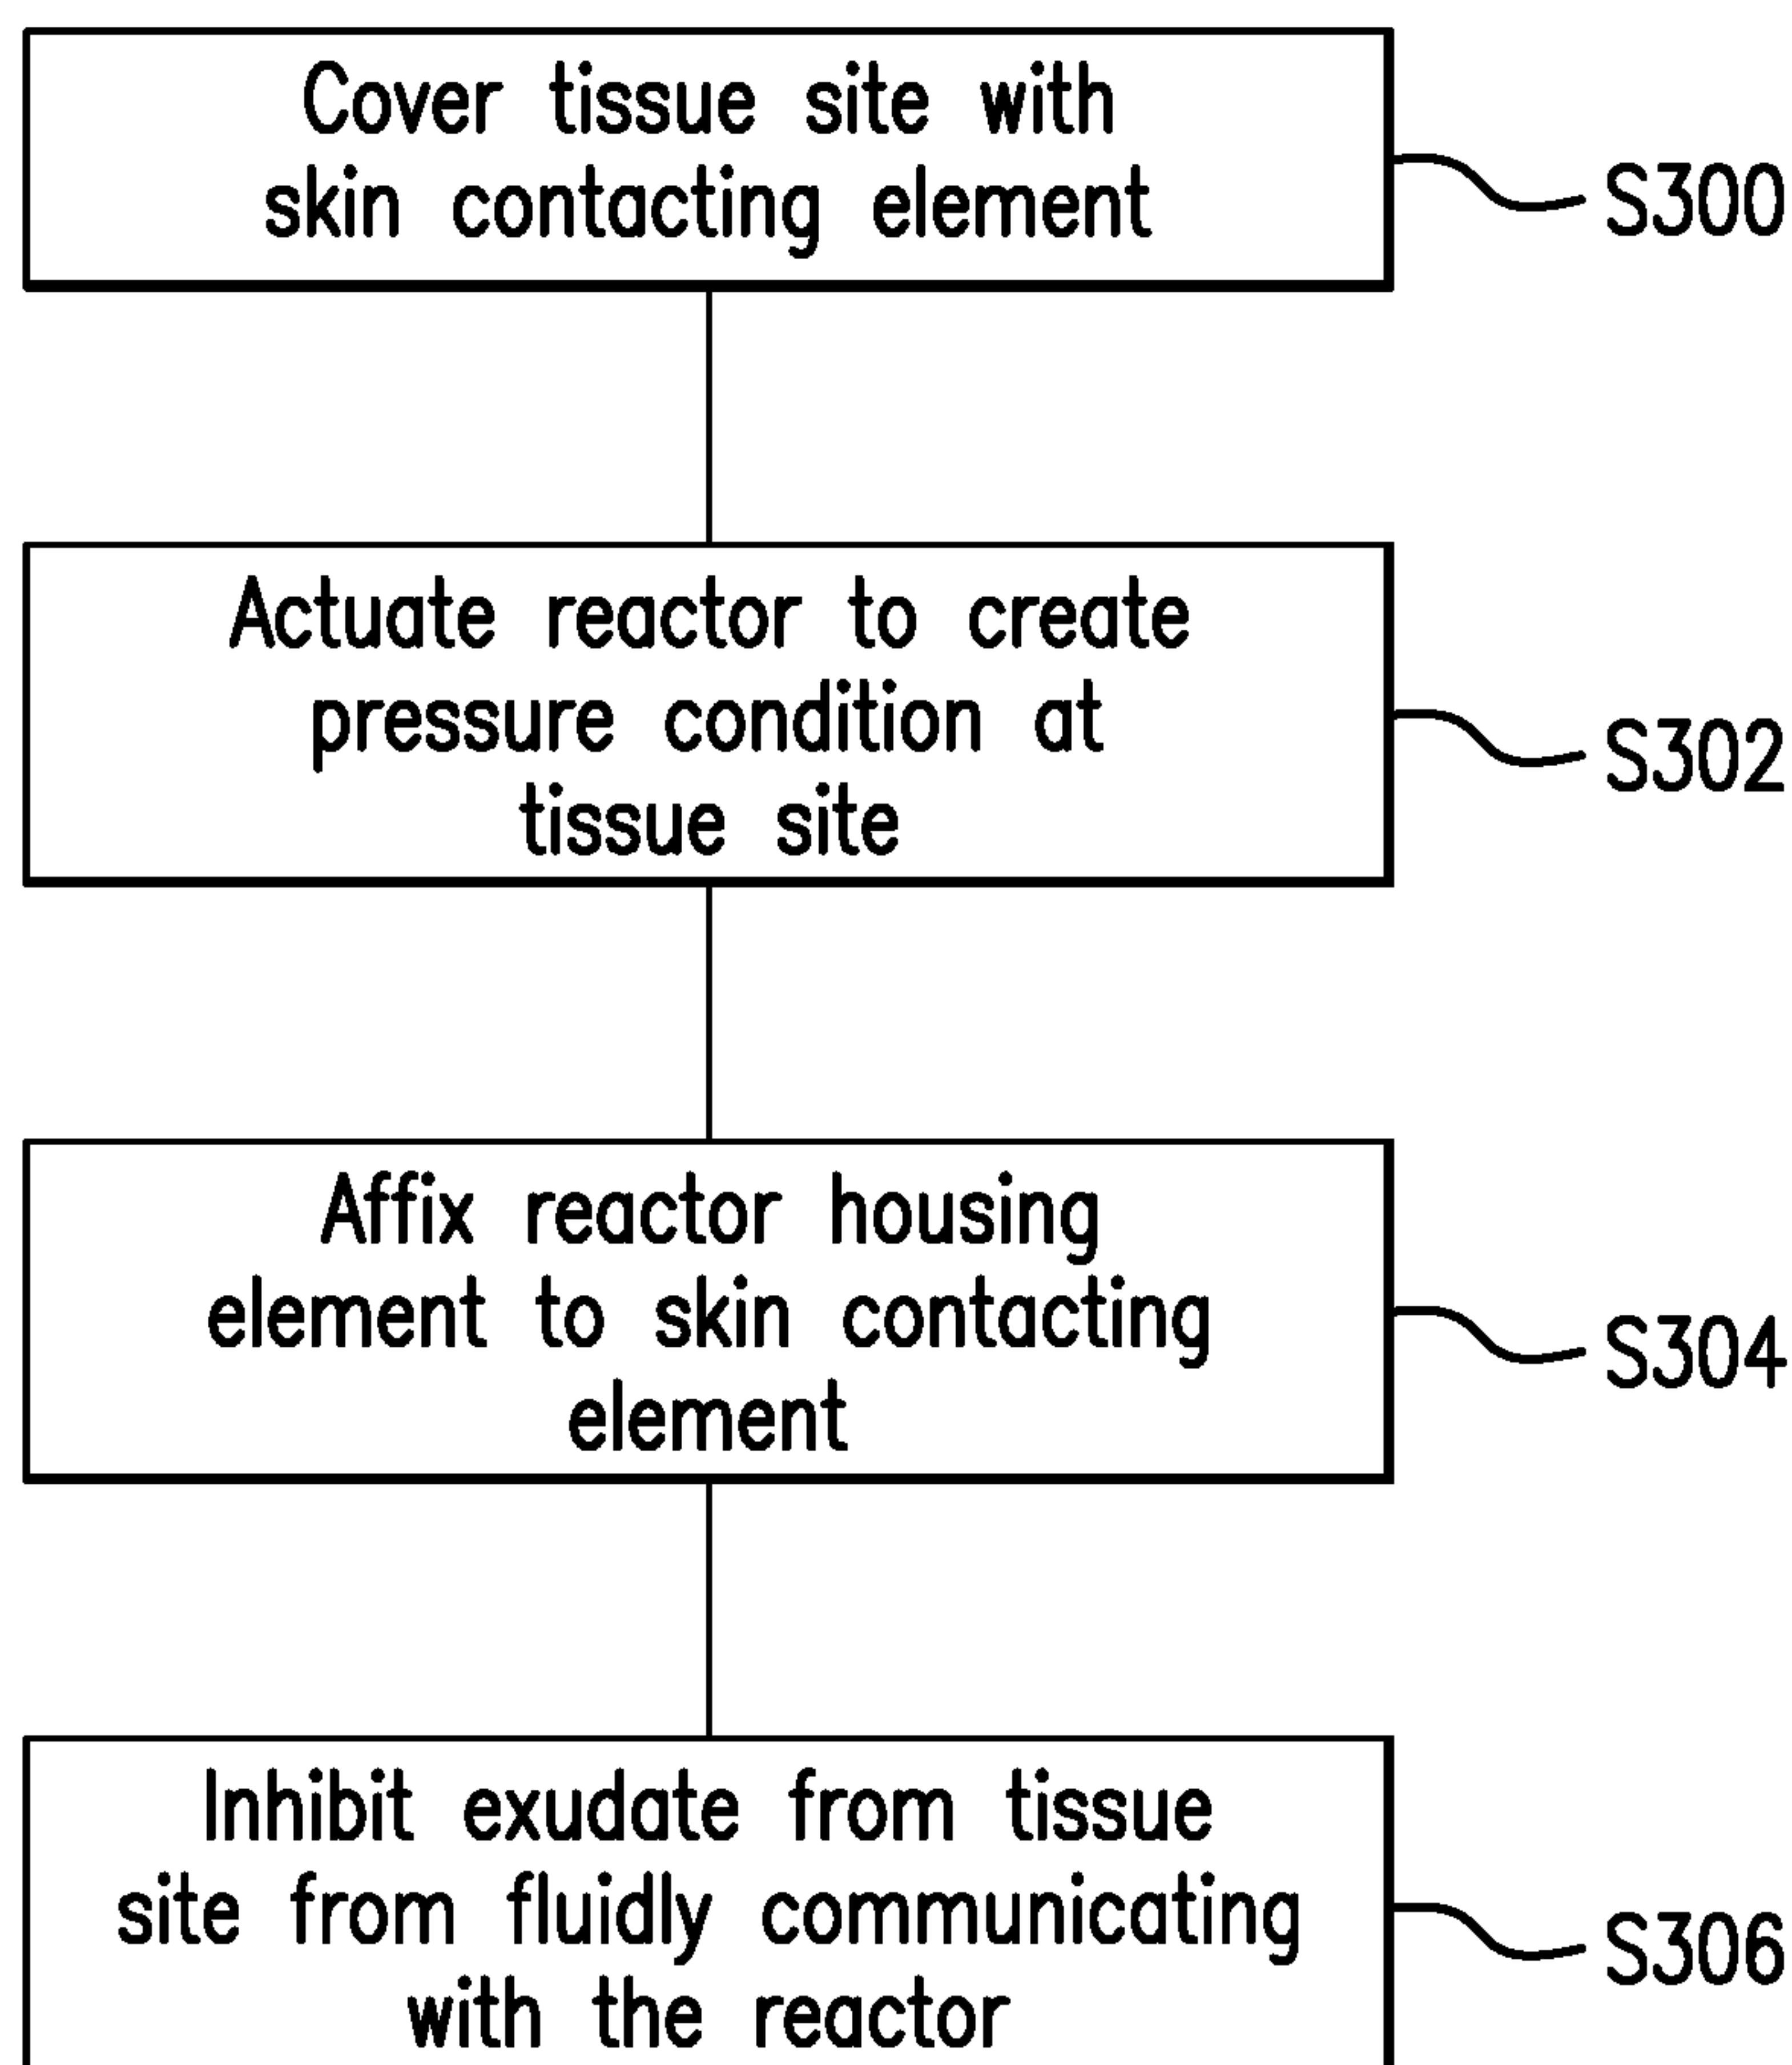 Cover tissue site with
skin contacting element
S300
Actuate reactor to create
pressure condition at
tissue site
S302
Affix reactor housing
element to skin contacting
element
S304
Inhibit exudate from tissue
site from fluidly communicating
with the reactor
S306